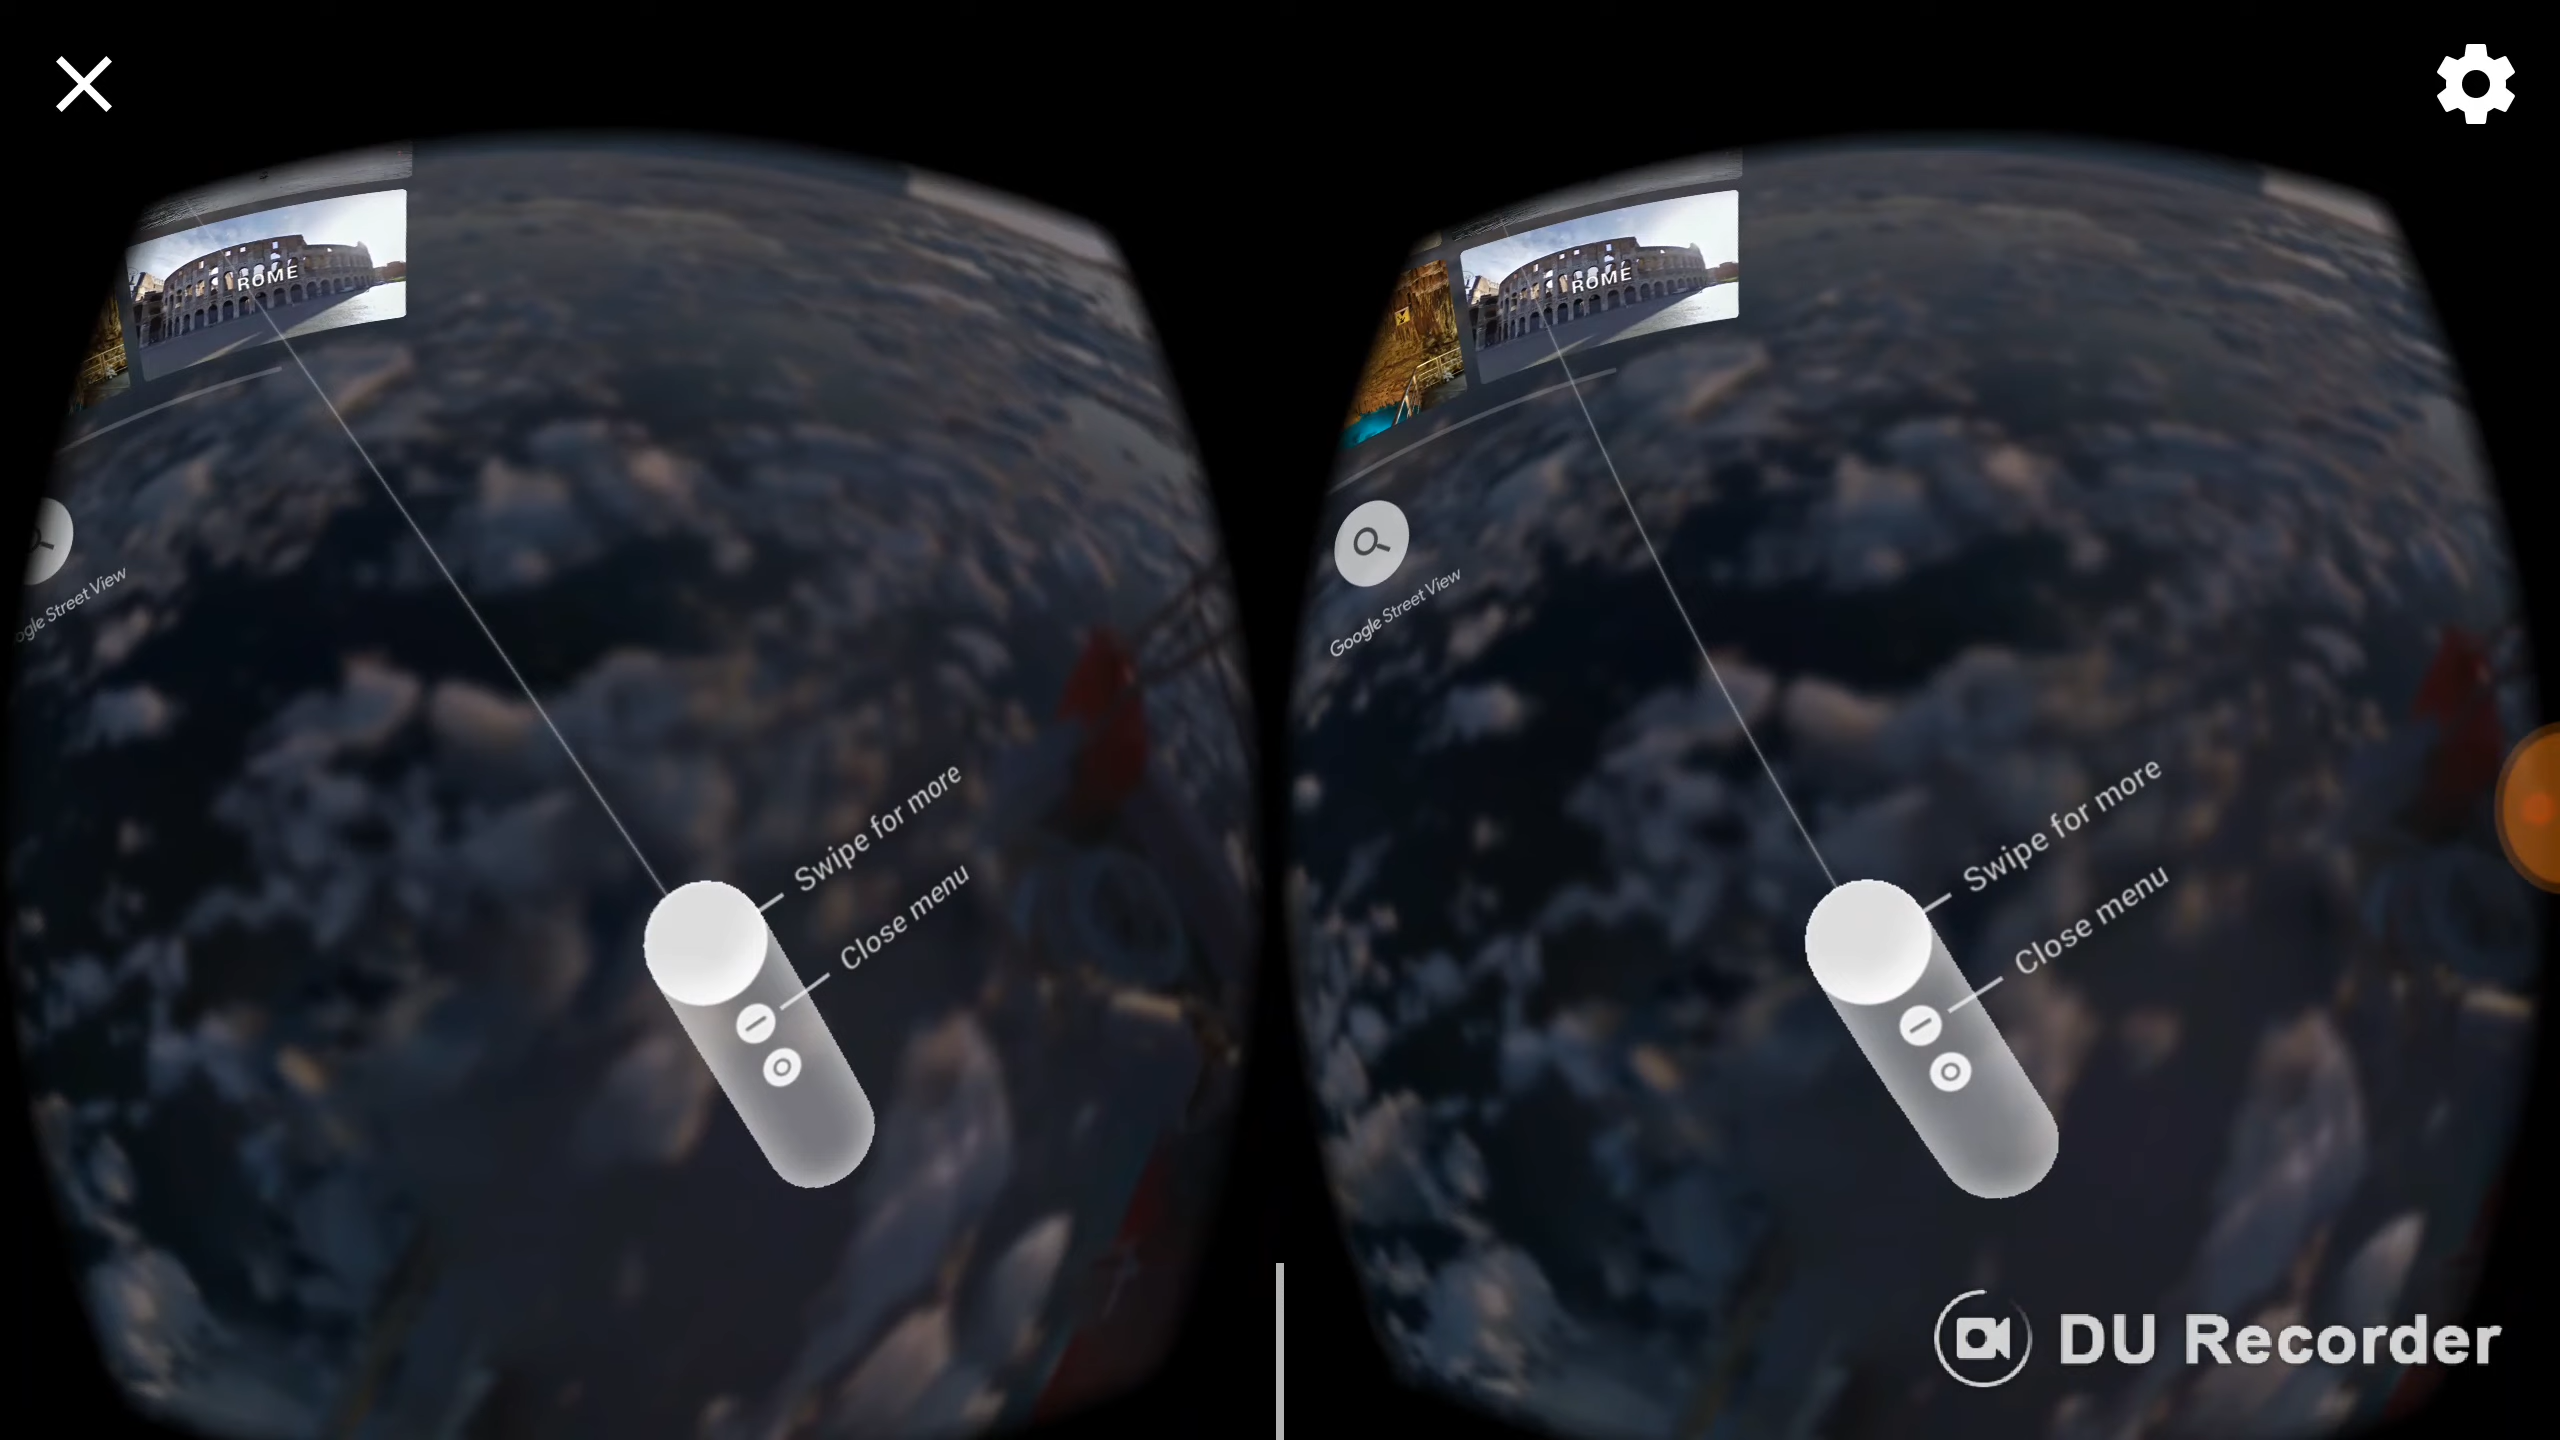 ROME
ROME
ogle Street View
Google Street View
Swipe for more
Close menu
Swipe for more
Close menu
DU Recorder